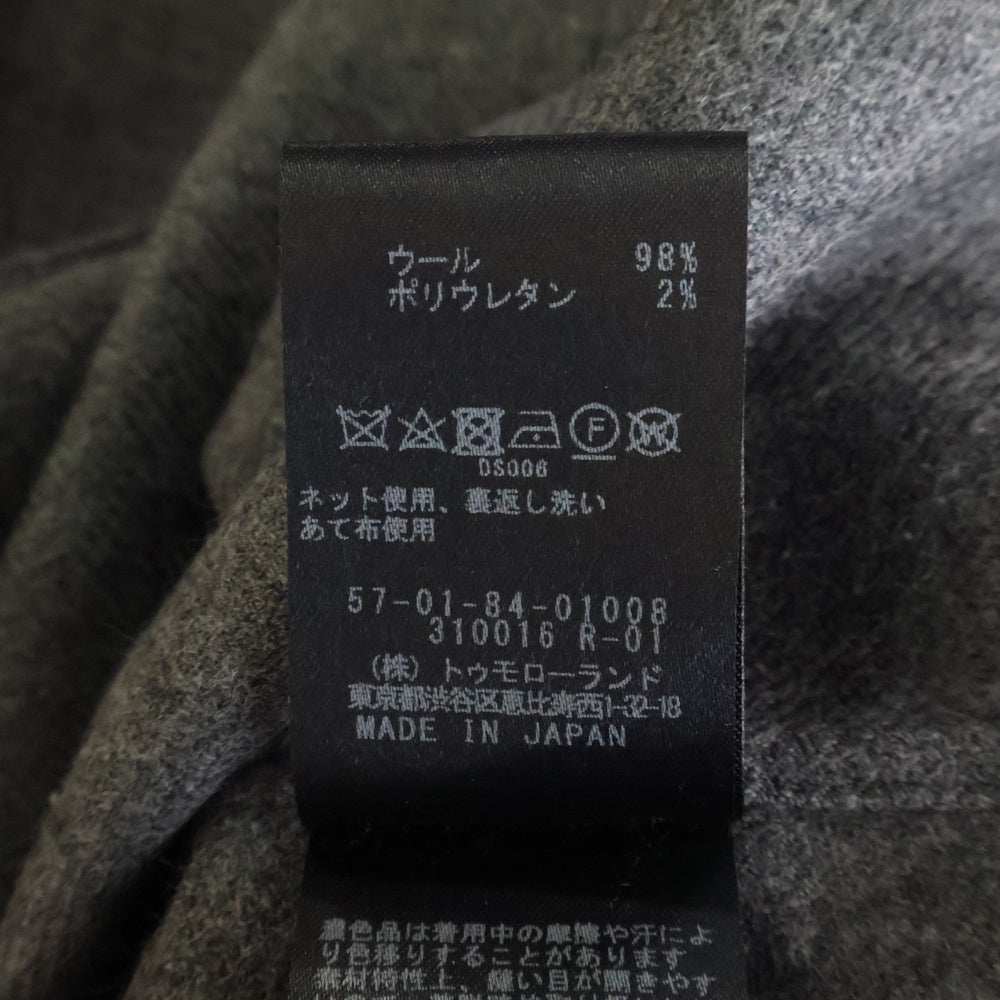 ウール 98%
ポリウレタン 2%
F W
DS006
ネット使用、裏返し洗い
あて布使用
57-01-84-01008
310016 R-01
(株) トゥモローランド
東京都渋谷区恵比寿西1-32-18
MADE IN JAPAN
濃色品は着用中の摩擦や汗によ
り色移りすることがあります
素材特性上、縫い目が開きやす